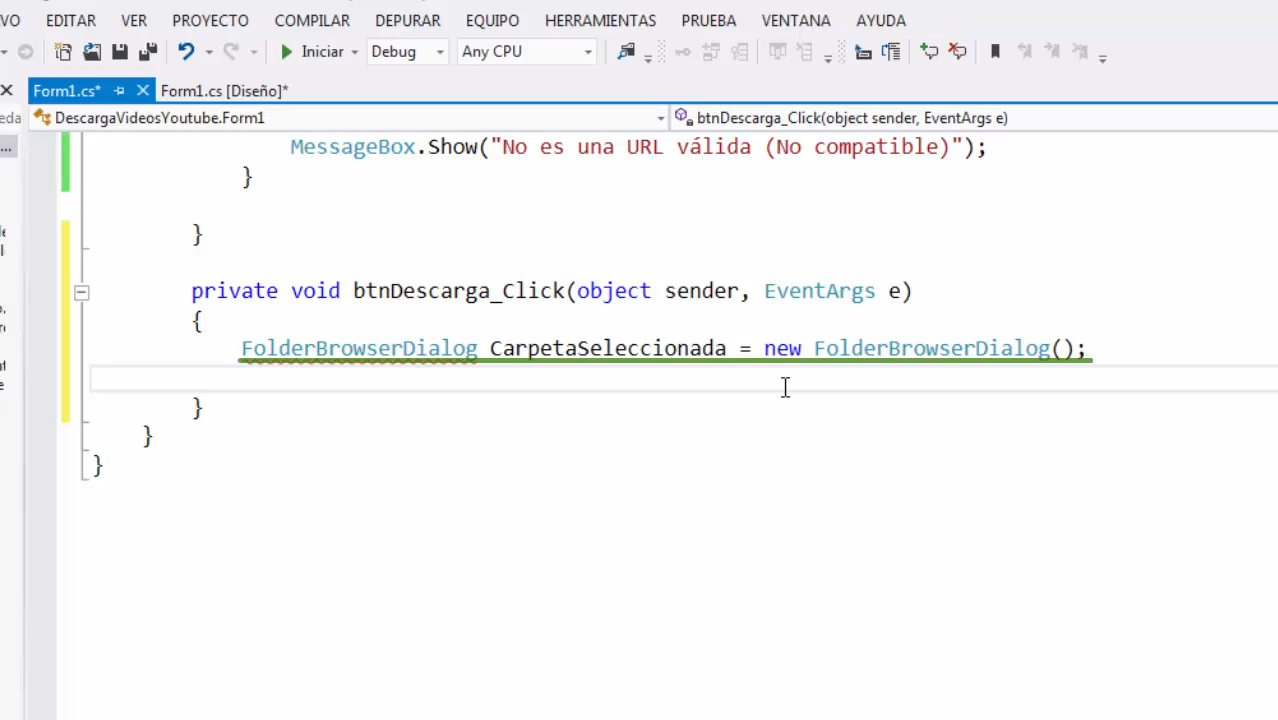 VO EDITAR VER PROYECTO COMPILAR DEPURAR EQUIPO HERRAMIENTAS PRUEBA VENTANA AYUDA
Iniciar Debug Any CPU
Form1.cs* Form1.cs [Diseño]*
DescargaVideosYoutube.Form1 btnDescarga_Click(object sender, EventArgs e)
MessageBox.Show("No es una URL válida (No compatible)");
}
}
private void btnDescarga_Click(object sender, EventArgs e)
{
FolderBrowserDialog CarpetaSeleccionada = new FolderBrowserDialog();
}
}
}